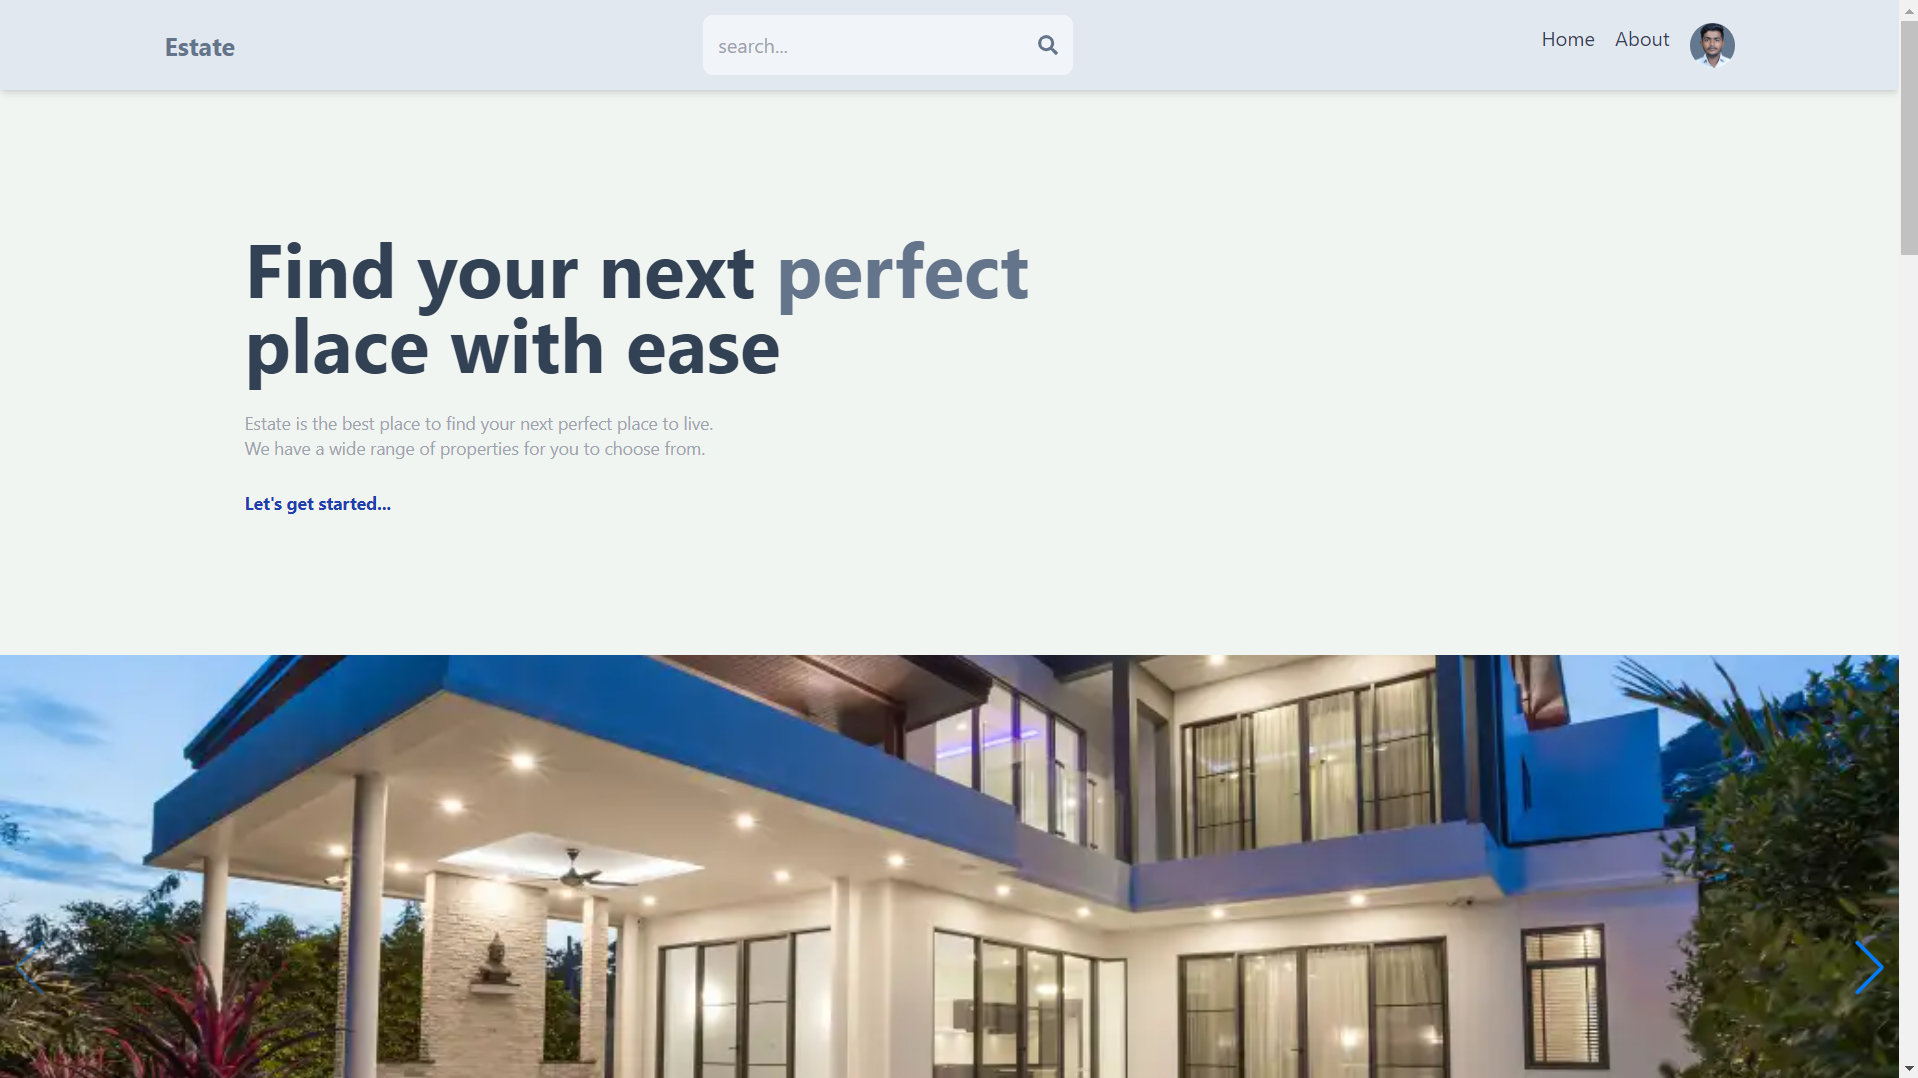 Estate
search...
Home
About
Find your next perfect
place with ease
Estate is the best place to find your next perfect place to live.
We have a wide range of properties for you to choose from.
Let's get started...